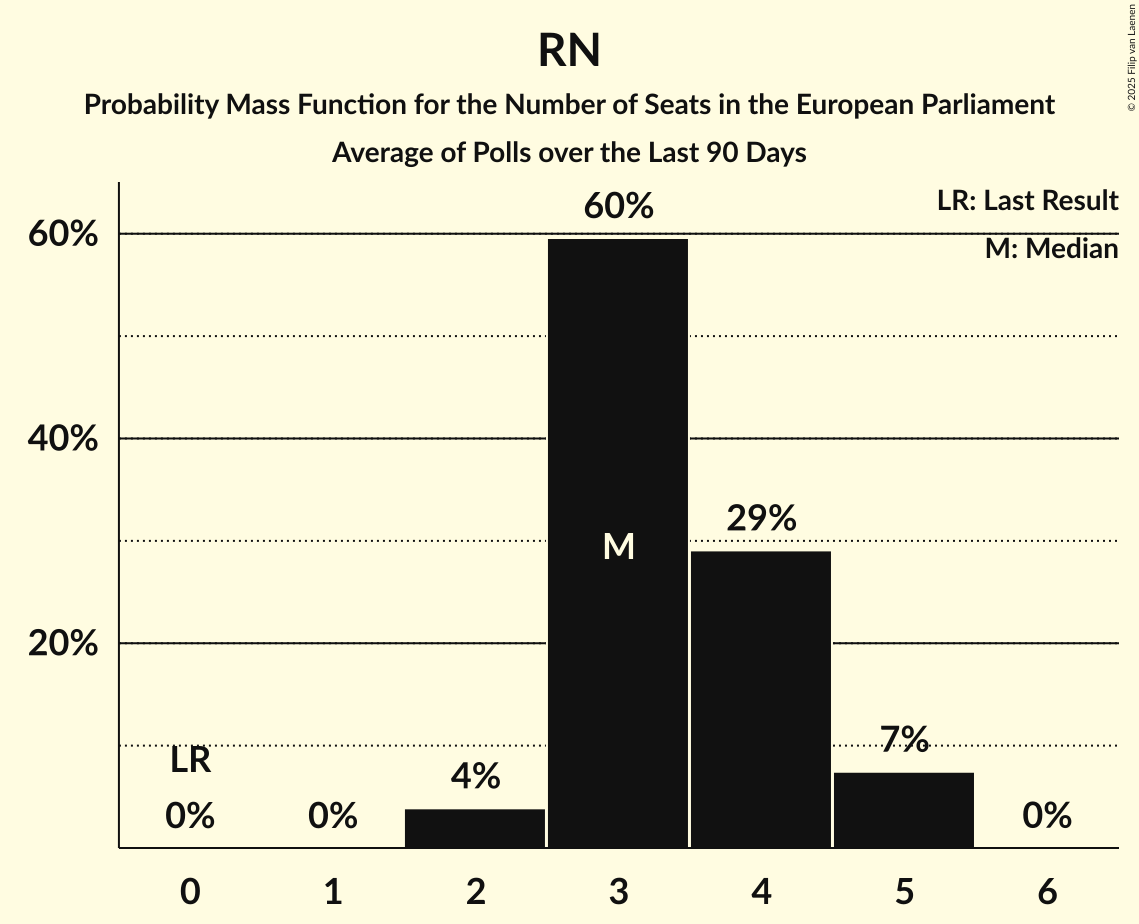 RN
Probability Mass Function for the Number of Seats in the European Parliament
Average of Polls over the Last 90 Days
© 2025 Filip van Laenen
LR: Last Result
M: Median
60%
40%
20%
LR
0%
0%
4%
60%
M
29%
7%
0%
0 1 2 3 4 5 6